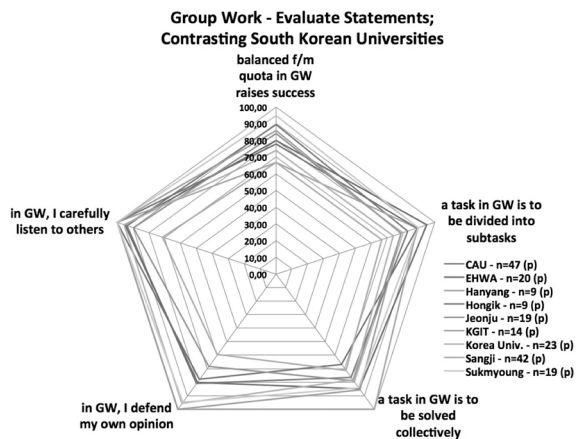 Group Work - Evaluate Statements;
Contrasting South Korean Universities
balanced f/m
quota in GW
raises success
100,00
90,00
80,00
70,00
60,00
50,00
40,00
30,00
20,00
10,00
0,00
in GW, I carefully
listen to others
a task in GW is to
be divided into
subtasks
CAU - n=47 (p)
EHWA - n=20 (p)
Hanyang - n=9 (p)
Hongik - n=9 (p)
Jeonju - n=19 (p)
KGIT - n=14 (p)
Korea Univ. - n=23 (p)
Sangji - n=42 (p)
Sukmyoung - n=19 (p)
in GW, I defend
my own opinion
a task in GW is to
be solved
collectively